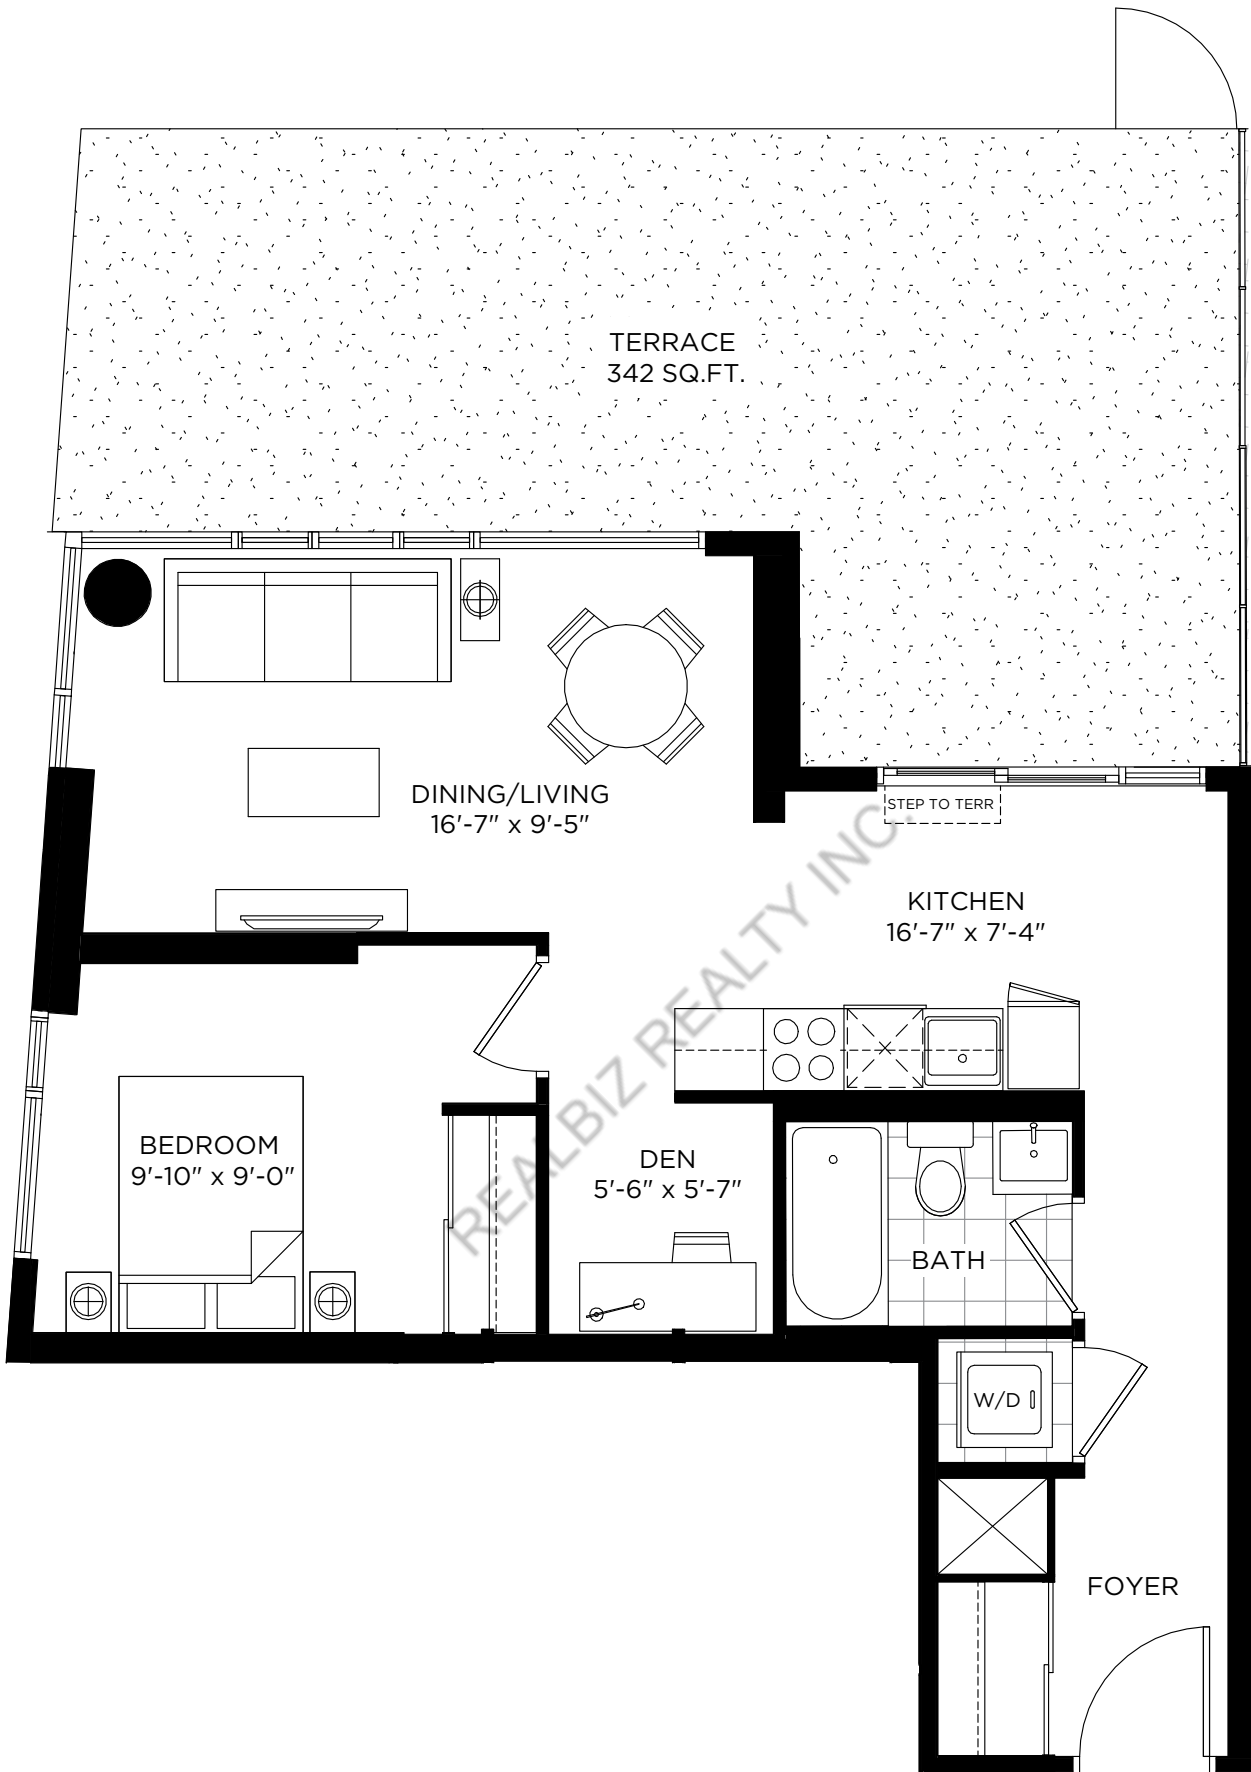 TERRACE
342 SQ.FT.
DINING/LIVING
16'-7" x 9'-5"
STEP TO TERR
KITCHEN
16'-7" x 7'-4"
REALBIZ REALTY INC.
BEDROOM
9'-10" x 9'-0"
DEN
5'-6" x 5'-7"
BATH
W/D
FOYER